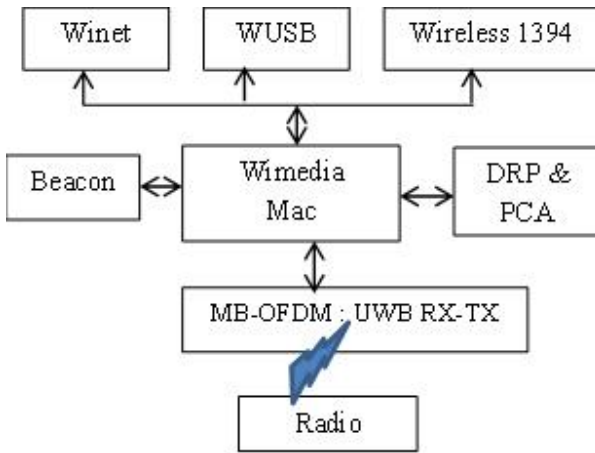 Winet
WUSB
Wireless 1394
Beacon
Wimedia
Mac
DRP &
PCA
MB-OFDM : UWB RX-TX
Radio